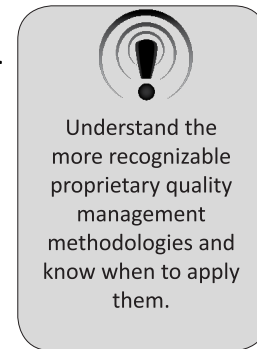 Understand the
more recognizable
proprietary quality
management
methodologies and
know when to apply
them.